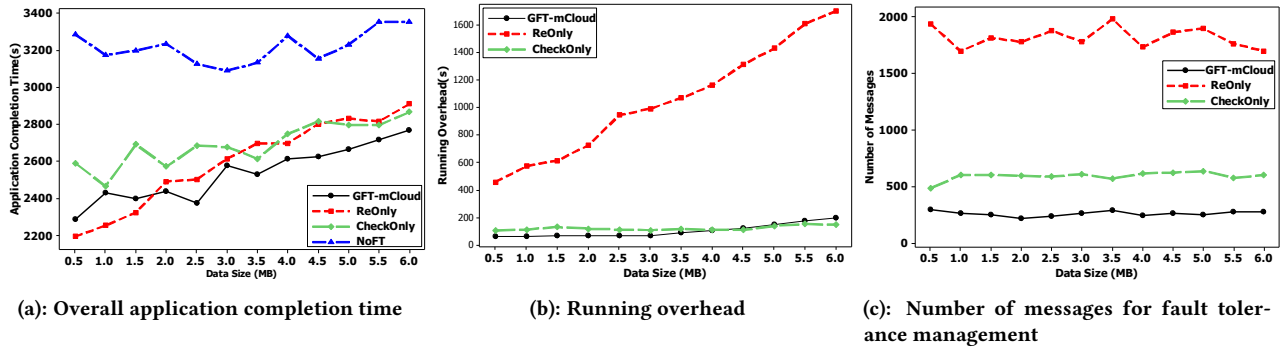 3400
3200
3000
2800
2600
2400
2200
Application Completion Time(s)
GFT-mCloud
ReOnly
CheckOnly
NoFT
0.5 1.0 1.5 2.0 2.5 3.0 3.5 4.0 4.5 5.0 5.5 6.0
Data Size (MB)
(a): Overall application completion time
1600
1400
1200
1000
800
600
400
200
0
Running Overhead(s)
GFT-mCloud
ReOnly
CheckOnly
0.5 1.0 1.5 2.0 2.5 3.0 3.5 4.0 4.5 5.0 5.5 6.0
Data Size (MB)
(b): Running overhead
2000
1500
1000
500
0
Number of Messages
GFT-mCloud
ReOnly
CheckOnly
0.5 1.0 1.5 2.0 2.5 3.0 3.5 4.0 4.5 5.0 5.5 6.0
Data Size (MB)
(c): Number of messages for fault toler-
ance management